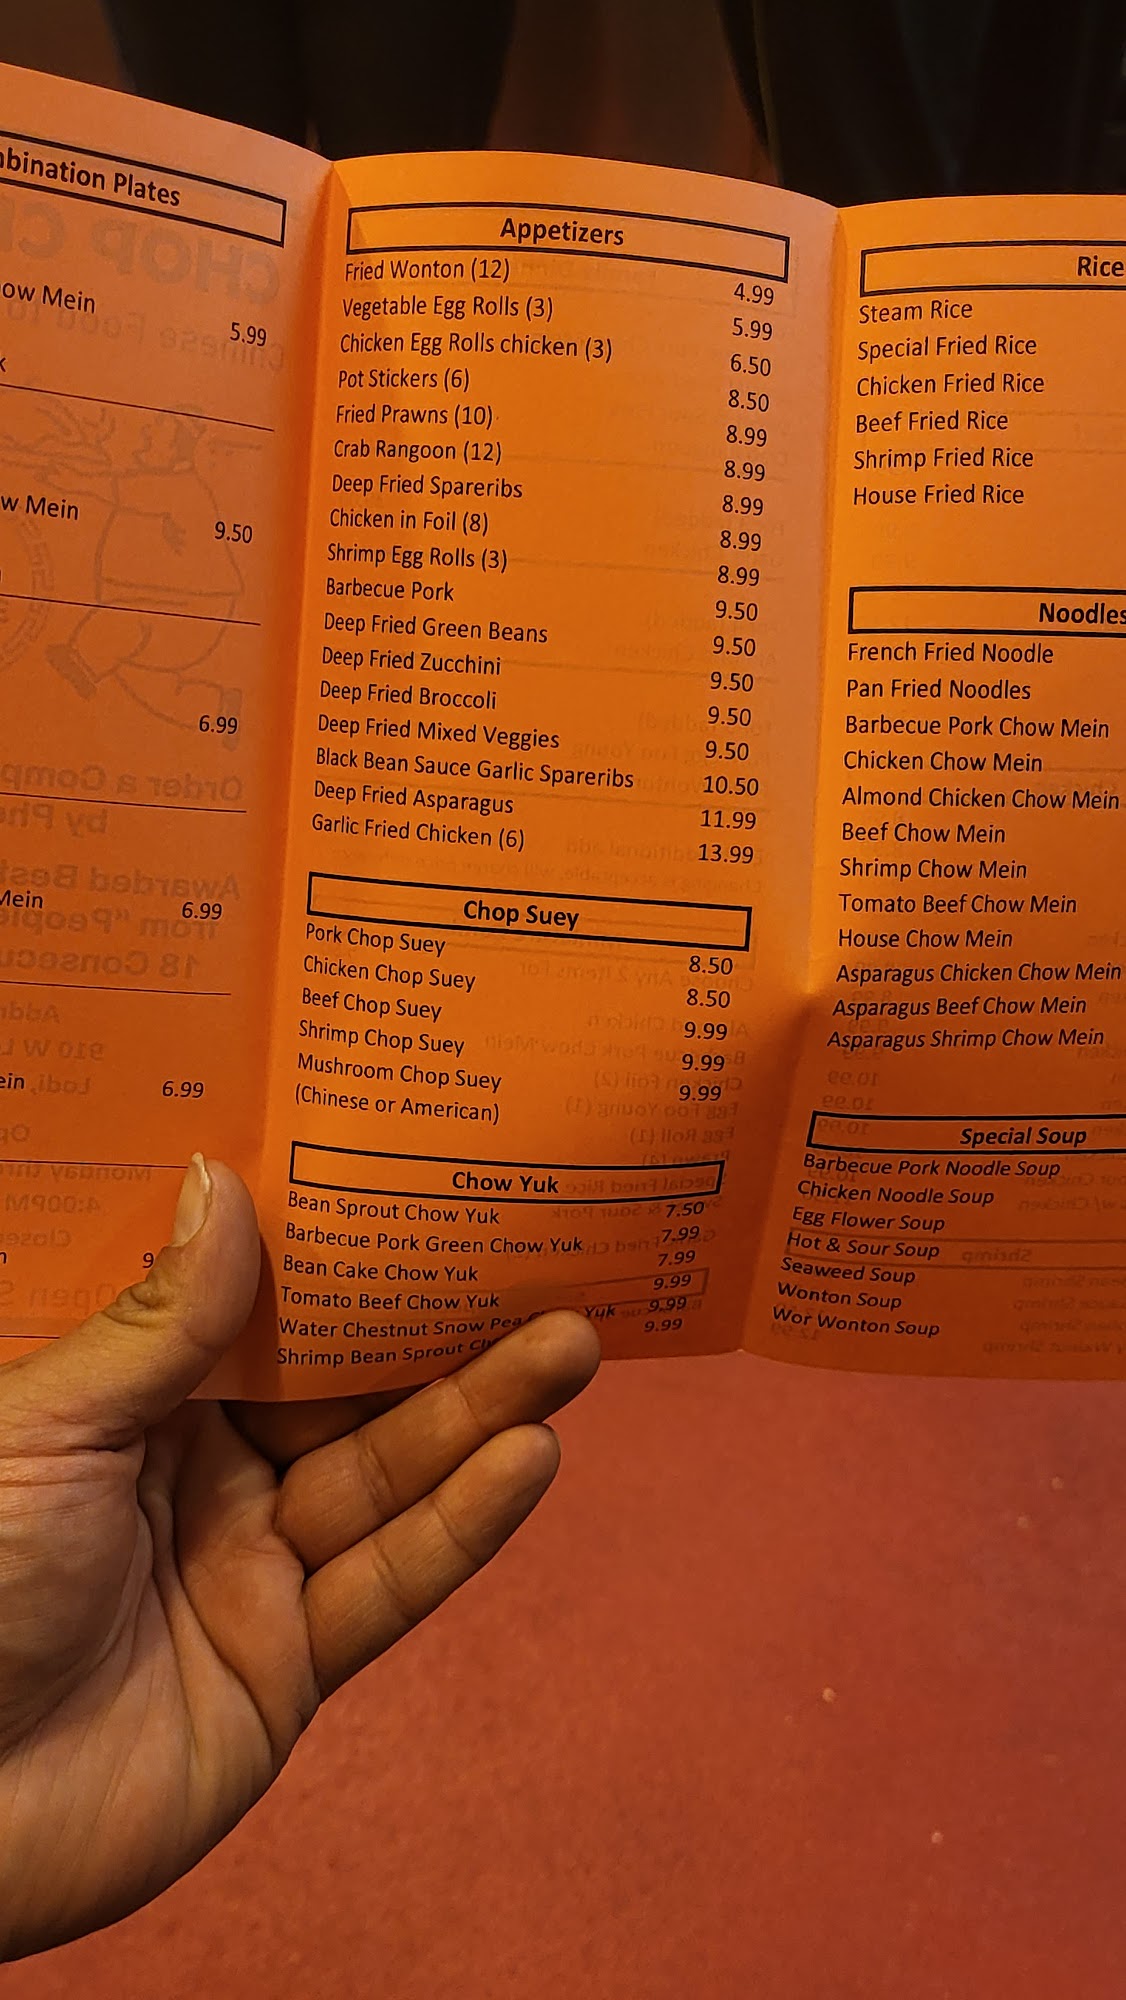 bination Plates
ow Mein 5.99
w Mein 9.50
6.99
Mein 6.99
ein 6.99
9
Appetizers
Fried Wonton (12) 4.99
Vegetable Egg Rolls (3) 5.99
Chicken Egg Rolls chicken (3) 6.50
Pot Stickers (6) 8.50
Fried Prawns (10) 8.99
Crab Rangoon (12) 8.99
Deep Fried Spareribs 8.99
Chicken in Foil (8) 8.99
Shrimp Egg Rolls (3) 8.99
Barbecue Pork 9.50
Deep Fried Green Beans 9.50
Deep Fried Zucchini 9.50
Deep Fried Broccoli 9.50
Deep Fried Mixed Veggies 9.50
Black Bean Sauce Garlic Spareribs 10.50
Deep Fried Asparagus 11.99
Garlic Fried Chicken (6) 13.99
Chop Suey
Pork Chop Suey 8.50
Chicken Chop Suey 8.50
Beef Chop Suey 9.99
Shrimp Chop Suey 9.99
Mushroom Chop Suey 9.99
(Chinese or American)
Chow Yuk
Bean Sprout Chow Yuk 7.50
Barbecue Pork Green Chow Yuk 7.99
Bean Cake Chow Yuk 7.99
Tomato Beef Chow Yuk 9.99
Water Chestnut Snow Pea Yuk 9.99
Shrimp Bean Sprout 9.99
Rice
Steam Rice
Special Fried Rice
Chicken Fried Rice
Beef Fried Rice
Shrimp Fried Rice
House Fried Rice
Noodles
French Fried Noodle
Pan Fried Noodles
Barbecue Pork Chow Mein
Chicken Chow Mein
Almond Chicken Chow Mein
Beef Chow Mein
Shrimp Chow Mein
Tomato Beef Chow Mein
House Chow Mein
Asparagus Chicken Chow Mein
Asparagus Beef Chow Mein
Asparagus Shrimp Chow Mein
Special Soup
Barbecue Pork Noodle Soup
Chicken Noodle Soup
Egg Flower Soup
Hot & Sour Soup
Seaweed Soup
Wonton Soup
Wor Wonton Soup